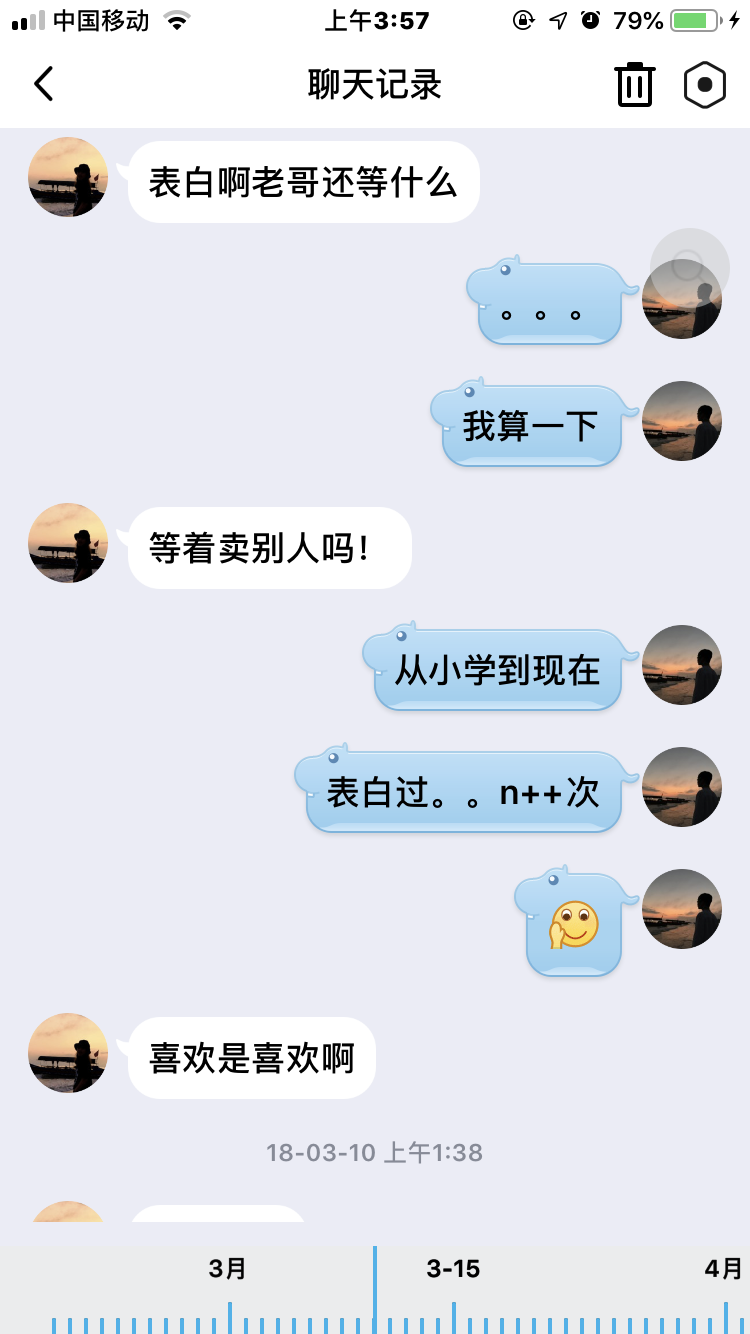 中国移动 上午3:57 79%
聊天记录
表白啊老哥还等什么
。。。
我算一下
等着卖别人吗！
从小学到现在
表白过。。n++次
喜欢是喜欢啊
18-03-10 上午1:38
3月 3-15 4月